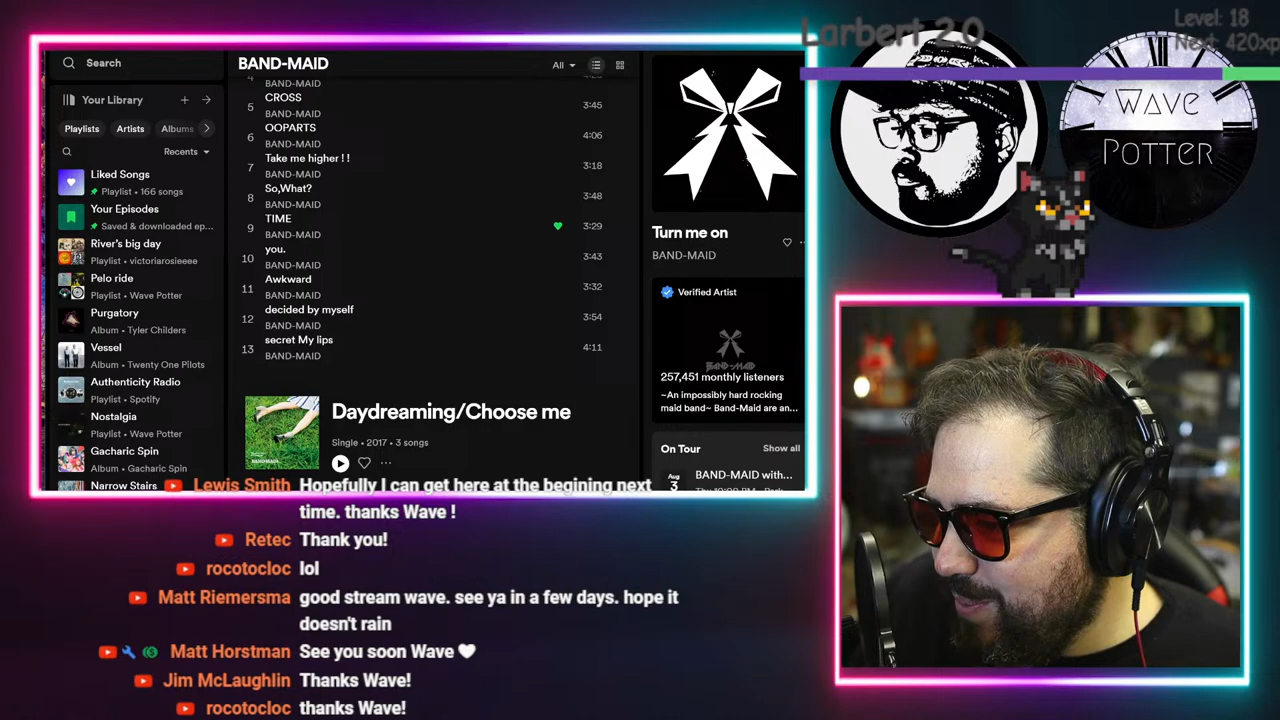 Larbert 2.0
Level: 18
Next: 420xp
WAVE
POTTER
Search
Your Library
Playlists
Artists
Albums
Recents
Liked Songs
Playlist • 166 songs
Your Episodes
Saved & downloaded ep...
River's big day
Playlist • victoriarosieeee
Pelo ride
Playlist • Wave Potter
Purgatory
Album • Tyler Childers
Vessel
Album • Twenty One Pilots
Authenticity Radio
Playlist • Spotify
Nostalgia
Playlist • Wave Potter
Gacharic Spin
Album • Gacharic Spin
Narrow Stairs
BAND-MAID
All
BAND-MAID
5 CROSS 3:45
BAND-MAID
6 OOPARTS 4:06
BAND-MAID
7 Take me higher ! ! 3:18
BAND-MAID
8 So,What? 3:48
BAND-MAID
9 TIME 3:29
BAND-MAID
10 you. 3:43
BAND-MAID
11 Awkward 3:32
BAND-MAID
12 decided by myself 3:54
BAND-MAID
13 secret My lips 4:11
BAND-MAID
Daydreaming/Choose me
Single • 2017 • 3 songs
Turn me on
BAND-MAID
Verified Artist
BAND-MAID
257,451 monthly listeners
~An impossibly hard rocking
maid band~ Band-Maid are an...
On Tour
Show all
Aug
3
BAND-MAID with...
Lewis Smith Hopefully I can get here at the begining next
time. thanks Wave !
Retec Thank you!
rocotocloc lol
Matt Riemersma good stream wave. see ya in a few days. hope it
doesn't rain
Matt Horstman See you soon Wave 🤍
Jim McLaughlin Thanks Wave!
rocotocloc thanks Wave!